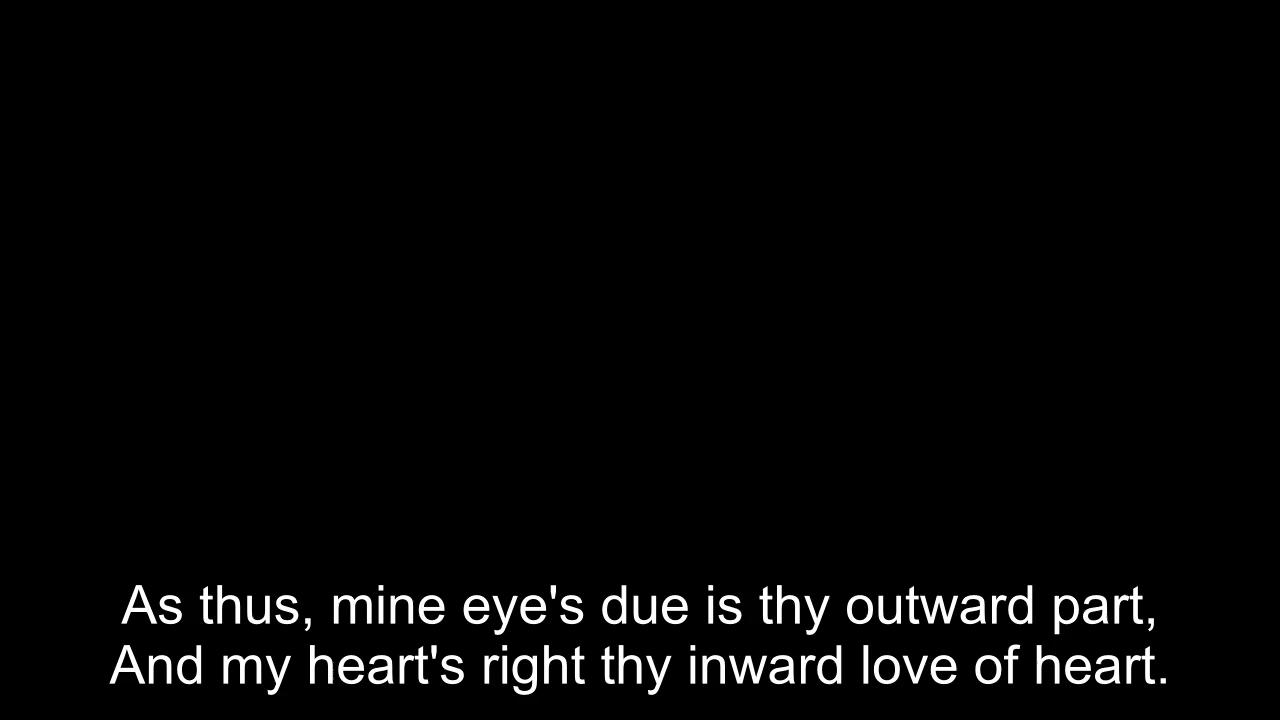 As thus, mine eye's due is thy outward part,
And my heart's right thy inward love of heart.